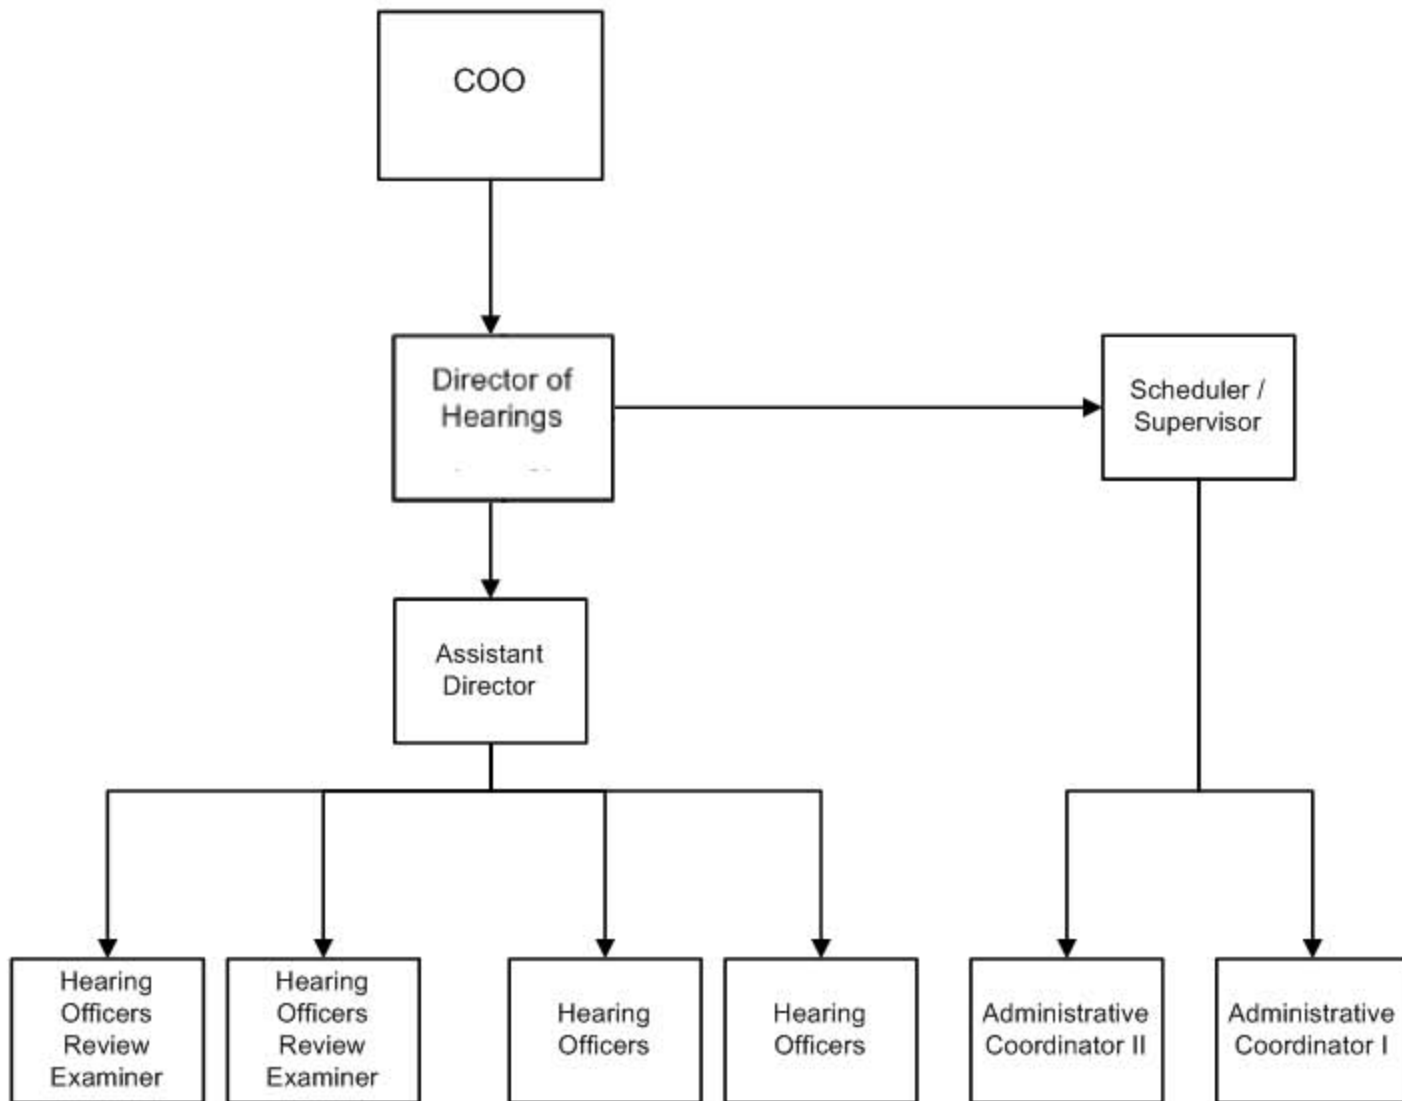 COO
Director of
Hearings
Scheduler /
Supervisor
Assistant
Director
Hearing
Officers
Review
Examiner
Hearing
Officers
Review
Examiner
Hearing
Officers
Hearing
Officers
Administrative
Coordinator II
Administrative
Coordinator I